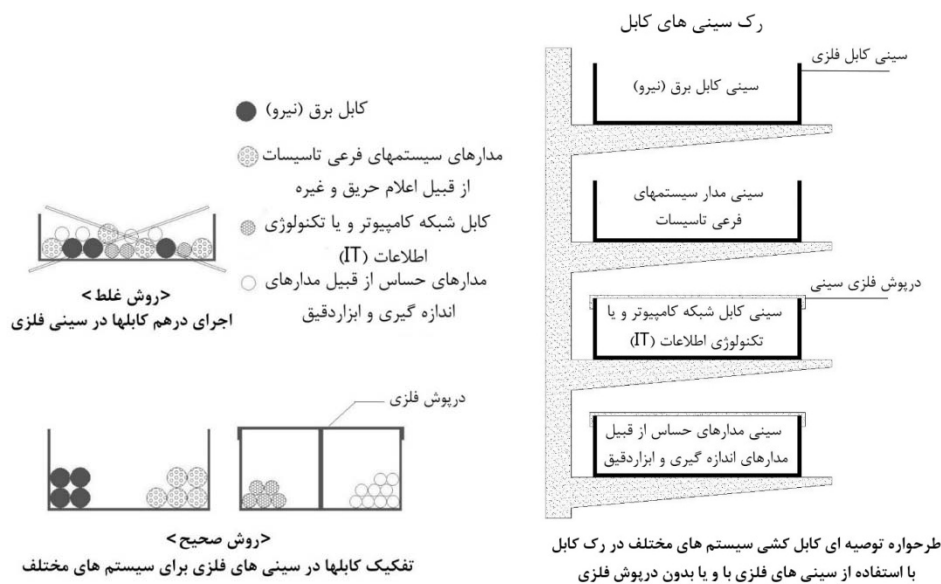 رک سینی های کابل
سینی کابل فلزی
سینی کابل برق (نیرو)
سینی مدار سیستمهای
فرعی تاسیسات
درپوش فلزی سینی
سینی کابل شبکه کامپیوتر و یا
تکنولوژی اطلاعات (IT)
سینی مدارهای حساس از قبیل
مدارهای اندازه گیری و ابزاردقیق
طرحواره توصیه ای کابل کشی سیستم های مختلف در رک کابل
با استفاده از سینی های فلزی با و یا بدون درپوش فلزی
کابل برق (نیرو)
مدارهای سیستمهای فرعی تاسیسات
از قبیل اعلام حریق و غیره
کابل شبکه کامپیوتر و یا تکنولوژی
اطلاعات (IT)
مدارهای حساس از قبیل مدارهای
اندازه گیری و ابزاردقیق
<روش غلط>
اجرای درهم کابلها در سینی فلزی
درپوش فلزی
<روش صحیح>
تفکیک کابلها در سینی های فلزی برای سیستم های مختلف